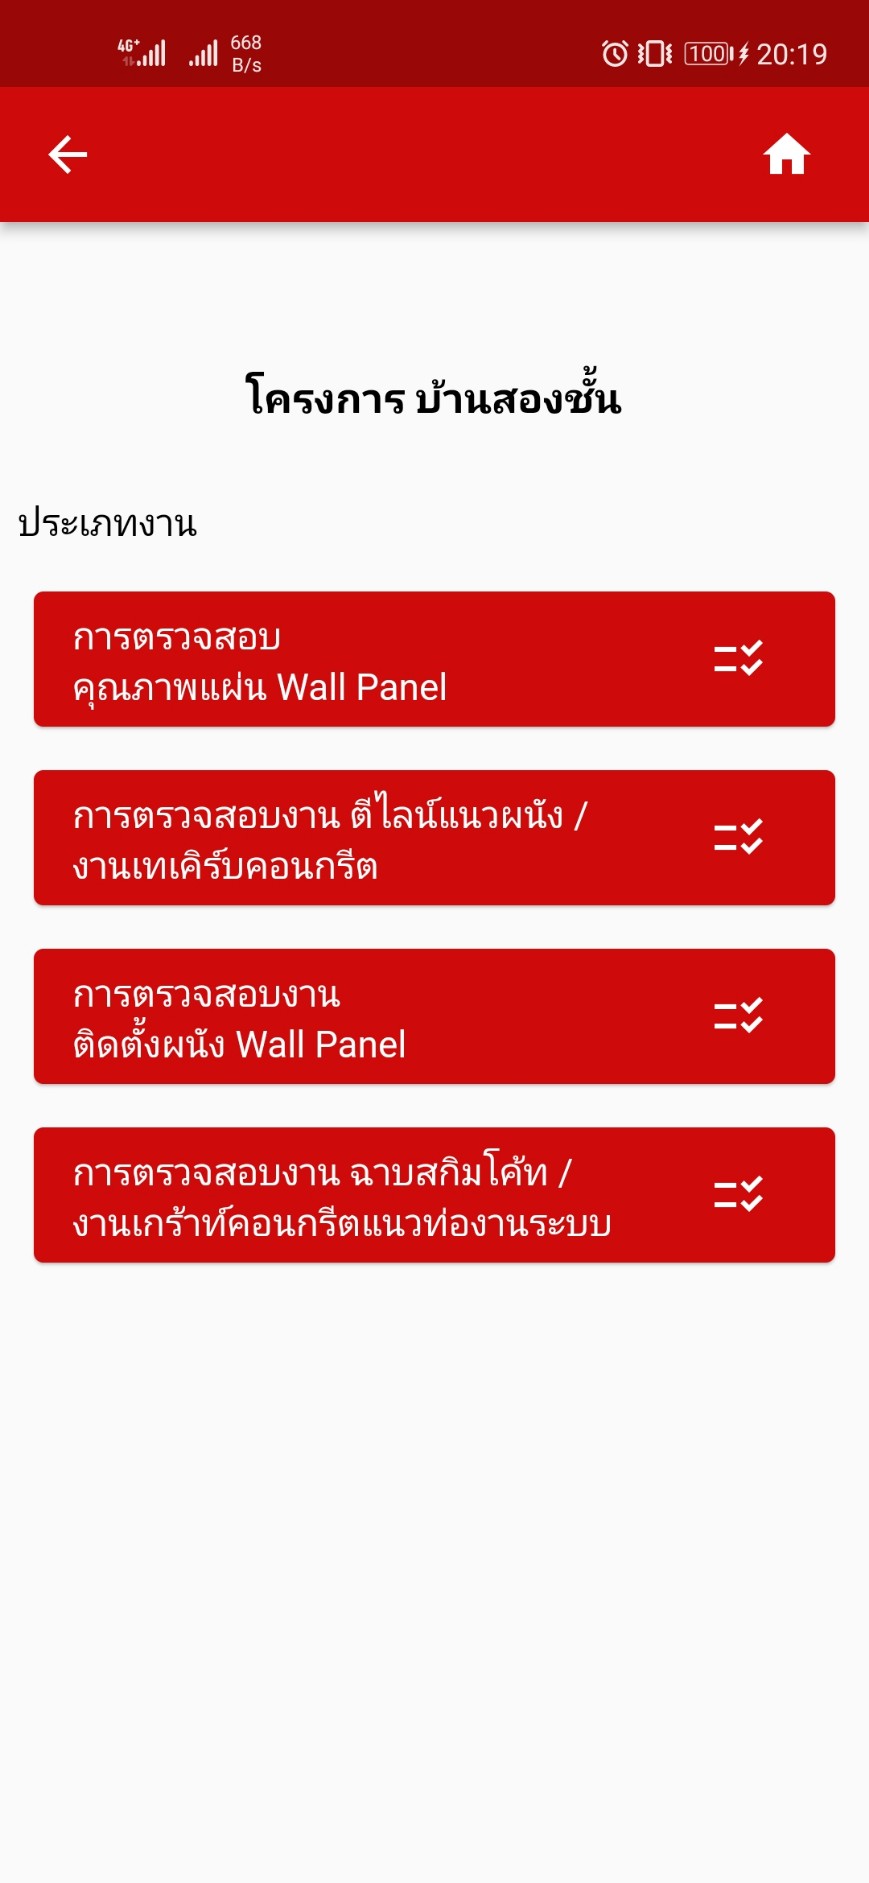 4G+ 668
B/s
100 20:19
โครงการ บ้านสองชั้น
ประเภทงาน
การตรวจสอบ
คุณภาพแผ่น Wall Panel
การตรวจสอบงาน ตีไลน์แนวผนัง /
งานเทเคิร์บคอนกรีต
การตรวจสอบงาน
ติดตั้งผนัง Wall Panel
การตรวจสอบงาน ฉาบสกิมโค้ท /
งานเกร้าท์คอนกรีตแนวท่องานระบบ